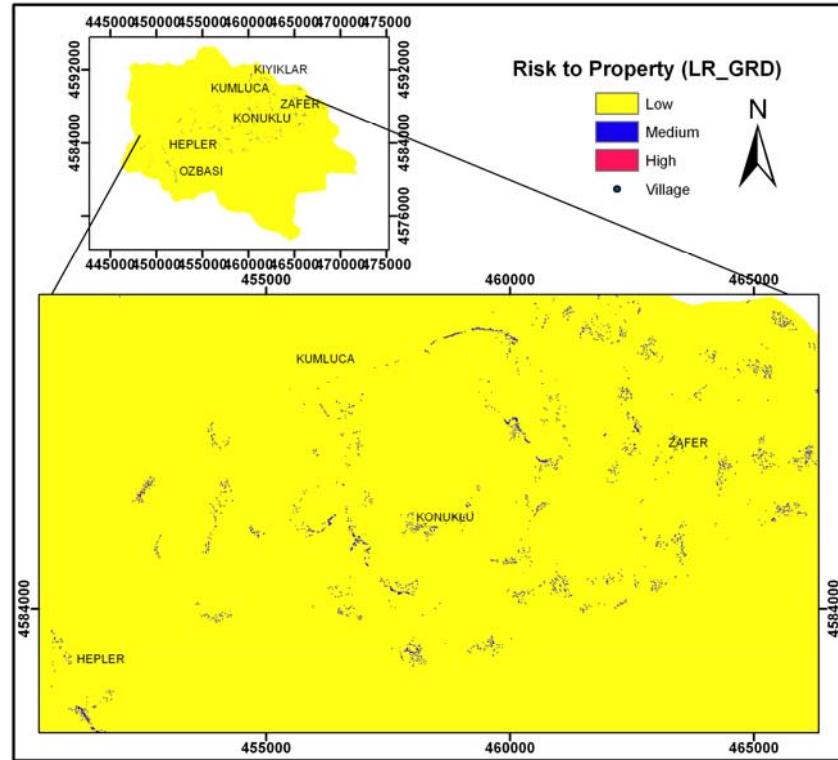 445000 450000 455000 460000 465000 470000 475000
4592000
4584000
4576000
KIYIKLAR
KUMLUCA
ZAFER
KONUKLU
HEPLER
OZBASI
4592000
4584000
4576000
445000 450000 455000 460000 465000 470000 475000
Risk to Property (LR_GRD)
Low
Medium
High
Village
N
455000 460000 465000
KUMLUCA
ZAFER
KONUKLU
4584000
4584000
HEPLER
455000 460000 465000